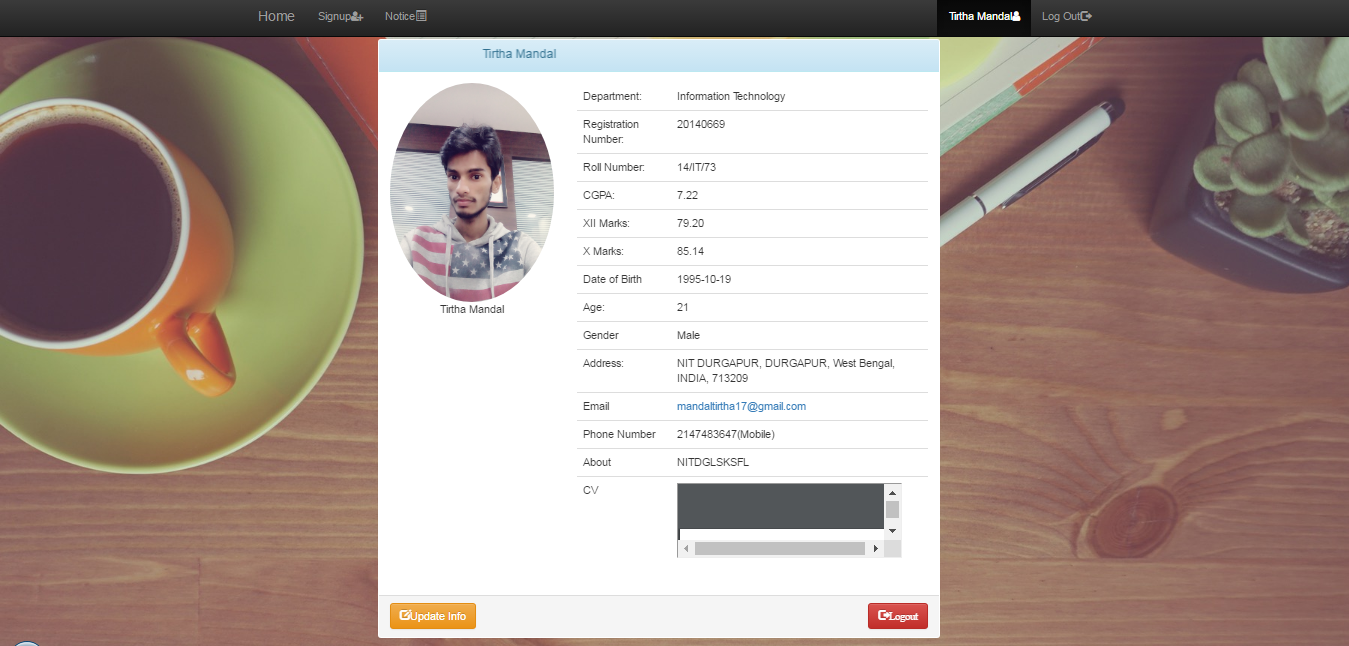 Home Signup Notice Tirtha Mandal Log Out
Tirtha Mandal
Tirtha Mandal
Department: Information Technology
Registration
Number: 20140669
Roll Number: 14/IT/73
CGPA: 7.22
XII Marks: 79.20
X Marks: 85.14
Date of Birth 1995-10-19
Age: 21
Gender Male
Address: NIT DURGAPUR, DURGAPUR, West Bengal,
INDIA, 713209
Email mandaltirtha17@gmail.com
Phone Number 2147483647(Mobile)
About NITDGLSKSFL
CV
Update Info Logout